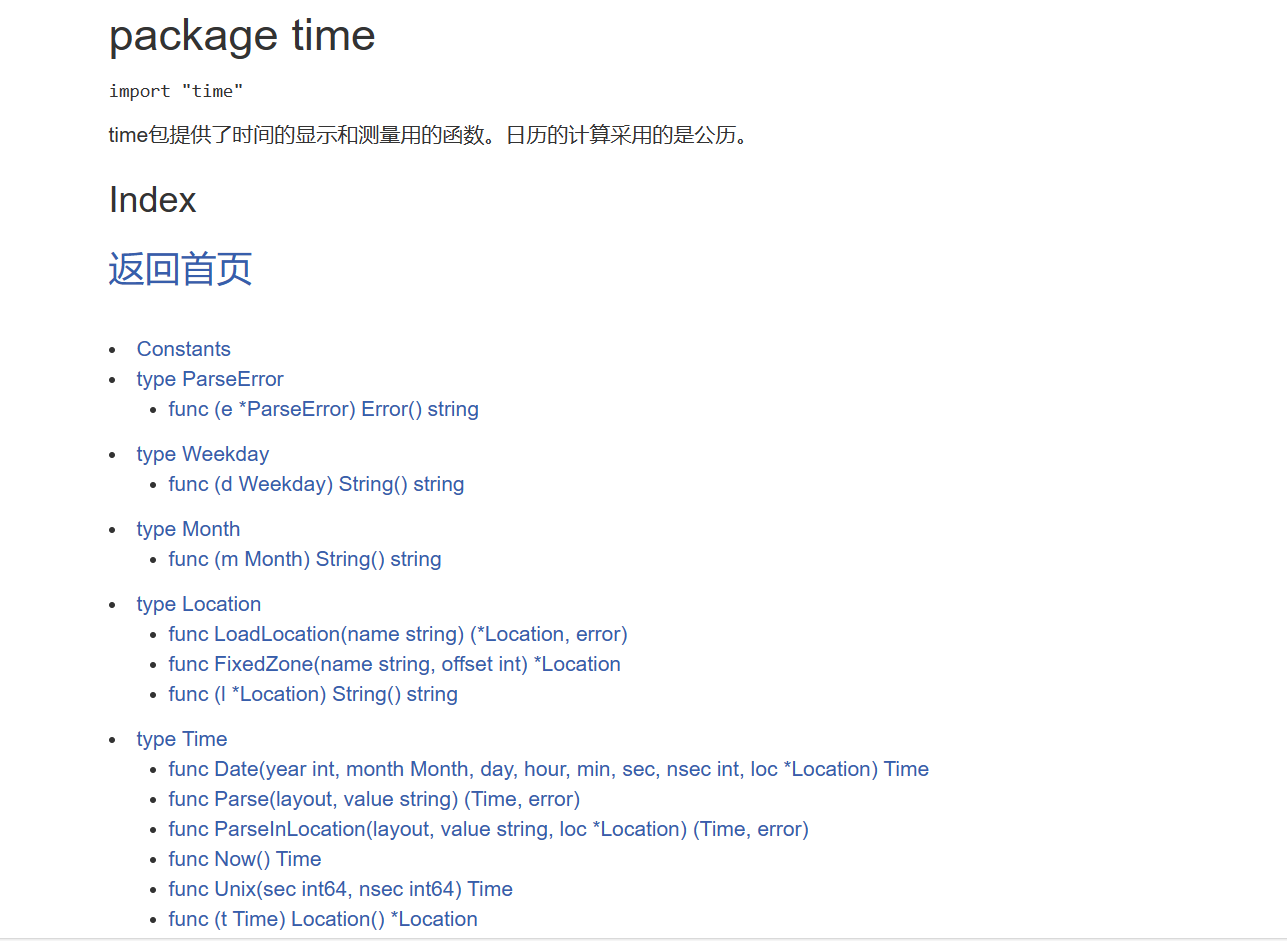 package time
import "time"
time包提供了时间的显示和测量用的函数。日历的计算采用的是公历。
Index
返回首页
Constants
type ParseError
func (e *ParseError) Error() string
type Weekday
func (d Weekday) String() string
type Month
func (m Month) String() string
type Location
func LoadLocation(name string) (*Location, error)
func FixedZone(name string, offset int) *Location
func (l *Location) String() string
type Time
func Date(year int, month Month, day, hour, min, sec, nsec int, loc *Location) Time
func Parse(layout, value string) (Time, error)
func ParseInLocation(layout, value string, loc *Location) (Time, error)
func Now() Time
func Unix(sec int64, nsec int64) Time
func (t Time) Location() *Location